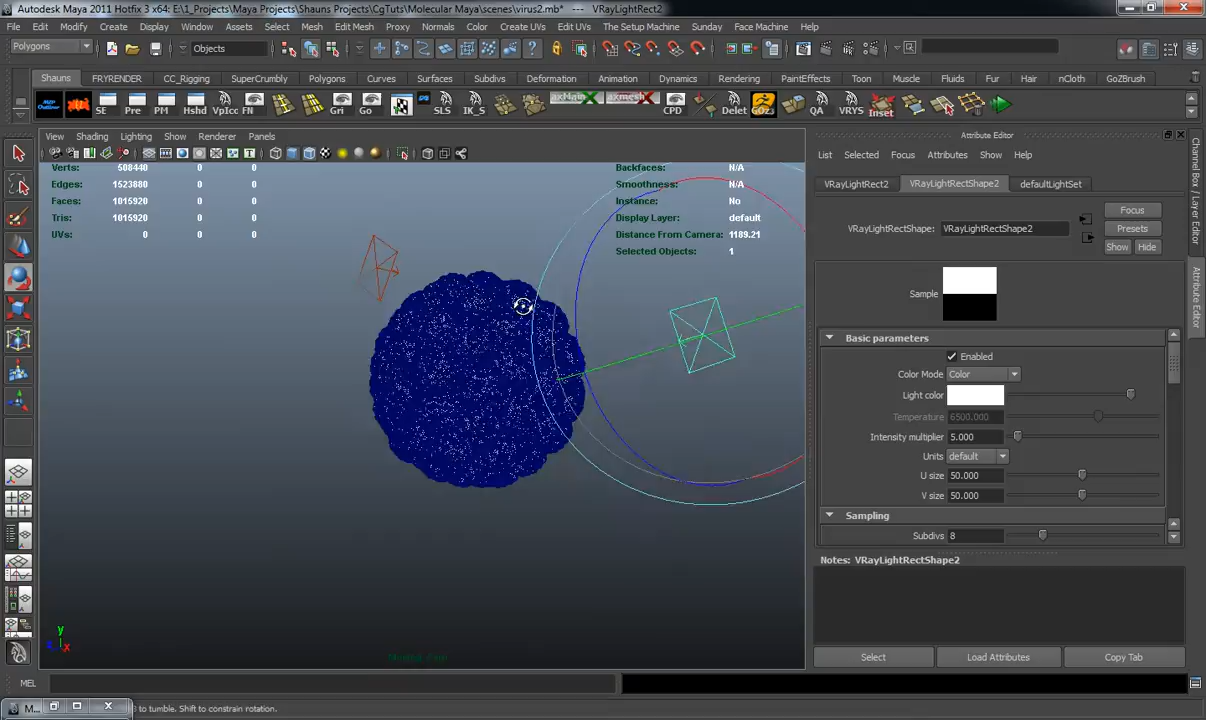 Autodesk Maya 2011 Hotfix 3 x64: E:\1_Projects\Maya Projects\Shauns Projects\CgTuts\Molecular Maya\scenes\virus2.mb* --- VRayLightRect2
File Edit Modify Create Display Window Assets Select Mesh Edit Mesh Proxy Normals Color Create UVs Edit UVs The Setup Machine Sunday Face Machine Help
Polygons Objects
Shauns FRYRENDER CC_Rigging SuperCrumbly Polygons Curves Surfaces Subdivs Deformation Animation Dynamics Rendering PaintEffects Toon Muscle Fluids Fur Hair nCloth GoZBrush
SE Pre PM Hshd VpIcc FN Gri Go SLS IK_S axMain axmesh CPD Delet GOZ QA VRYS Inset
View Shading Lighting Show Renderer Panels
Attribute Editor
List Selected Focus Attributes Show Help
Verts: 508440 0 0
Edges: 1523880 0 0
Faces: 1015920 0 0
Tris: 1015920 0 0
UVs: 0 0 0
Backfaces: N/A
Smoothness: N/A
Instance: No
Display Layer: default
Distance From Camera: 1189.21
Selected Objects: 1
VRayLightRect2 VRayLightRectShape2 defaultLightSet
Focus
VRayLightRectShape: VRayLightRectShape2 Presets
Show Hide
Sample
Basic parameters
Enabled
Color Mode Color
Light color
Temperature 6500.000
Intensity multiplier 5.000
Units default
U size 50.000
V size 50.000
Sampling
Subdivs 8
Notes: VRayLightRectShape2
Select Load Attributes Copy Tab
Channel Box / Layer Editor
Attribute Editor
y
x
MEL
M...
to tumble. Shift to constrain rotation.